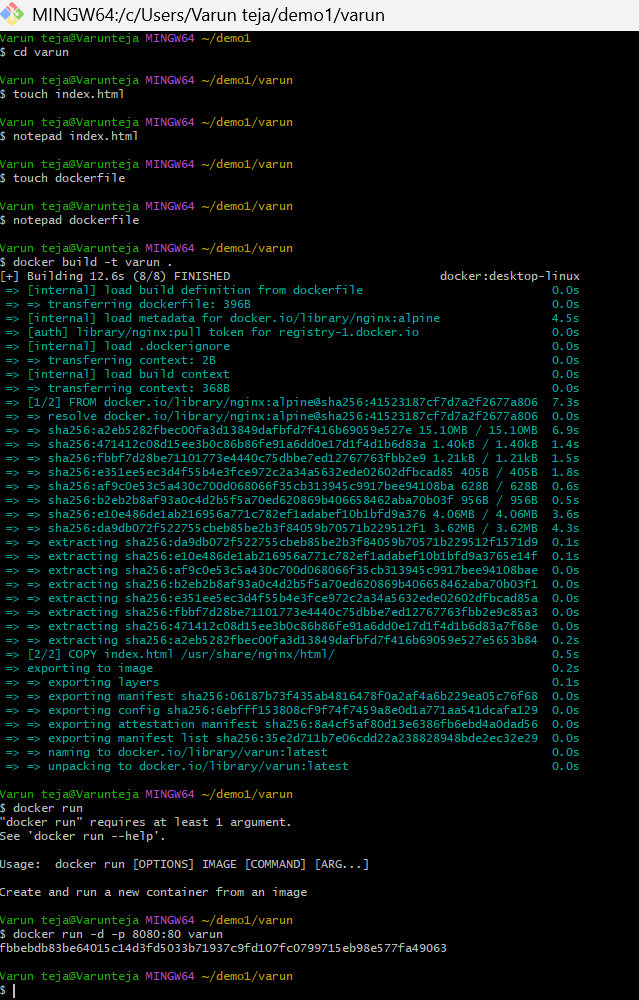 MINGW64:/c/Users/Varun teja/demo1/varun
Varun teja@Varunteja MINGW64 ~/demo1
$ cd varun
Varun teja@Varunteja MINGW64 ~/demo1/varun
$ touch index.html
Varun teja@Varunteja MINGW64 ~/demo1/varun
$ notepad index.html
Varun teja@Varunteja MINGW64 ~/demo1/varun
$ touch dockerfile
Varun teja@Varunteja MINGW64 ~/demo1/varun
$ notepad dockerfile
Varun teja@Varunteja MINGW64 ~/demo1/varun
$ docker build -t varun .
[+] Building 12.6s (8/8) FINISHED docker:desktop-linux
=> [internal] load build definition from dockerfile 0.0s
=> => transferring dockerfile: 396B 0.0s
=> [internal] load metadata for docker.io/library/nginx:alpine 4.5s
=> [auth] library/nginx:pull token for registry-1.docker.io 0.0s
=> [internal] load .dockerignore 0.0s
=> => transferring context: 2B 0.0s
=> [internal] load build context 0.0s
=> => transferring context: 368B 0.0s
=> [1/2] FROM docker.io/library/nginx:alpine@sha256:41523187cf7d7a2f2677a806 7.3s
=> => resolve docker.io/library/nginx:alpine@sha256:41523187cf7d7a2f2677a806 0.0s
=> => sha256:a2eb5282fbec00fa3d13849dafbfd7f416b69059e527e 15.10MB / 15.10MB 6.9s
=> => sha256:471412c08d15ee3b0c86b86fe91a6dd0e17d1f4d1b6d83a 1.40kB / 1.40kB 1.4s
=> => sha256:fbbf7d28be71101773e4440c75dbbe7ed12767763fbb2e9 1.21kB / 1.21kB 1.5s
=> => sha256:e351ee5ec3d4f55b4e3fce972c2a34a5632ede02602dfbcad85 405B / 405B 1.8s
=> => sha256:af9c0e53c5a430c700d068066f35cb313945c9917bee94108ba 628B / 628B 0.6s
=> => sha256:b2eb2b8af93a0c4d2b5f5a70ed620869b406658462aba70b03f 956B / 956B 0.5s
=> => sha256:e10e486de1ab216956a771c782ef1adabef10b1bfd9a376 4.06MB / 4.06MB 3.6s
=> => sha256:da9db072f522755cbeb85be2b3f84059b70571b229512f1 3.62MB / 3.62MB 4.3s
=> => extracting sha256:da9db072f522755cbeb85be2b3f84059b70571b229512f1571d9 0.1s
=> => extracting sha256:e10e486de1ab216956a771c782ef1adabef10b1bfd9a3765e14f 0.1s
=> => extracting sha256:af9c0e53c5a430c700d068066f35cb313945c9917bee94108bae 0.0s
=> => extracting sha256:b2eb2b8af93a0c4d2b5f5a70ed620869b406658462aba70b03f1 0.0s
=> => extracting sha256:e351ee5ec3d4f55b4e3fce972c2a34a5632ede02602dfbcad85a 0.0s
=> => extracting sha256:fbbf7d28be71101773e4440c75dbbe7ed12767763fbb2e9c85a3 0.0s
=> => extracting sha256:471412c08d15ee3b0c86b86fe91a6dd0e17d1f4d1b6d83a7f68e 0.0s
=> => extracting sha256:a2eb5282fbec00fa3d13849dafbfd7f416b69059e527e5653b84 0.2s
=> [2/2] COPY index.html /usr/share/nginx/html/ 0.5s
=> exporting to image 0.2s
=> => exporting layers 0.1s
=> => exporting manifest sha256:06187b73f435ab4816478f0a2af4a6b229ea05c76f68 0.0s
=> => exporting config sha256:6ebfff153808cf9f74f7459a8e0d1a771aa541dcafa129 0.0s
=> => exporting attestation manifest sha256:8a4cf5af80d13e6386fb6ebd4a0dad56 0.0s
=> => exporting manifest list sha256:35e2d711b7e06cdd22a238828948bde2ec32e29 0.0s
=> => naming to docker.io/library/varun:latest 0.0s
=> => unpacking to docker.io/library/varun:latest 0.0s
Varun teja@Varunteja MINGW64 ~/demo1/varun
$ docker run
"docker run" requires at least 1 argument.
See 'docker run --help'.
Usage:  docker run [OPTIONS] IMAGE [COMMAND] [ARG...]
Create and run a new container from an image
Varun teja@Varunteja MINGW64 ~/demo1/varun
$ docker run -d -p 8080:80 varun
fbbebdb83be64015c14d3fd5033b71937c9fd107fc0799715eb98e577fa49063
Varun teja@Varunteja MINGW64 ~/demo1/varun
$